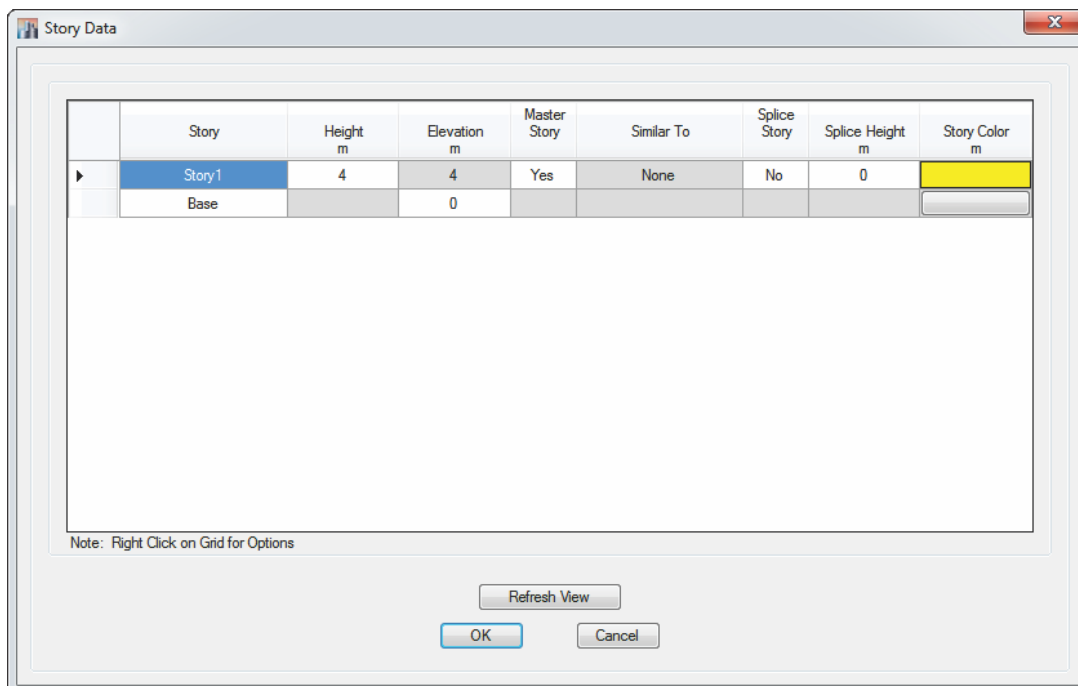 Story Data
Story Height m Elevation m Master Story Similar To Splice Story Splice Height m Story Color m
Story1 4 4 Yes None No 0
Base 0
Note: Right Click on Grid for Options
Refresh View
OK Cancel